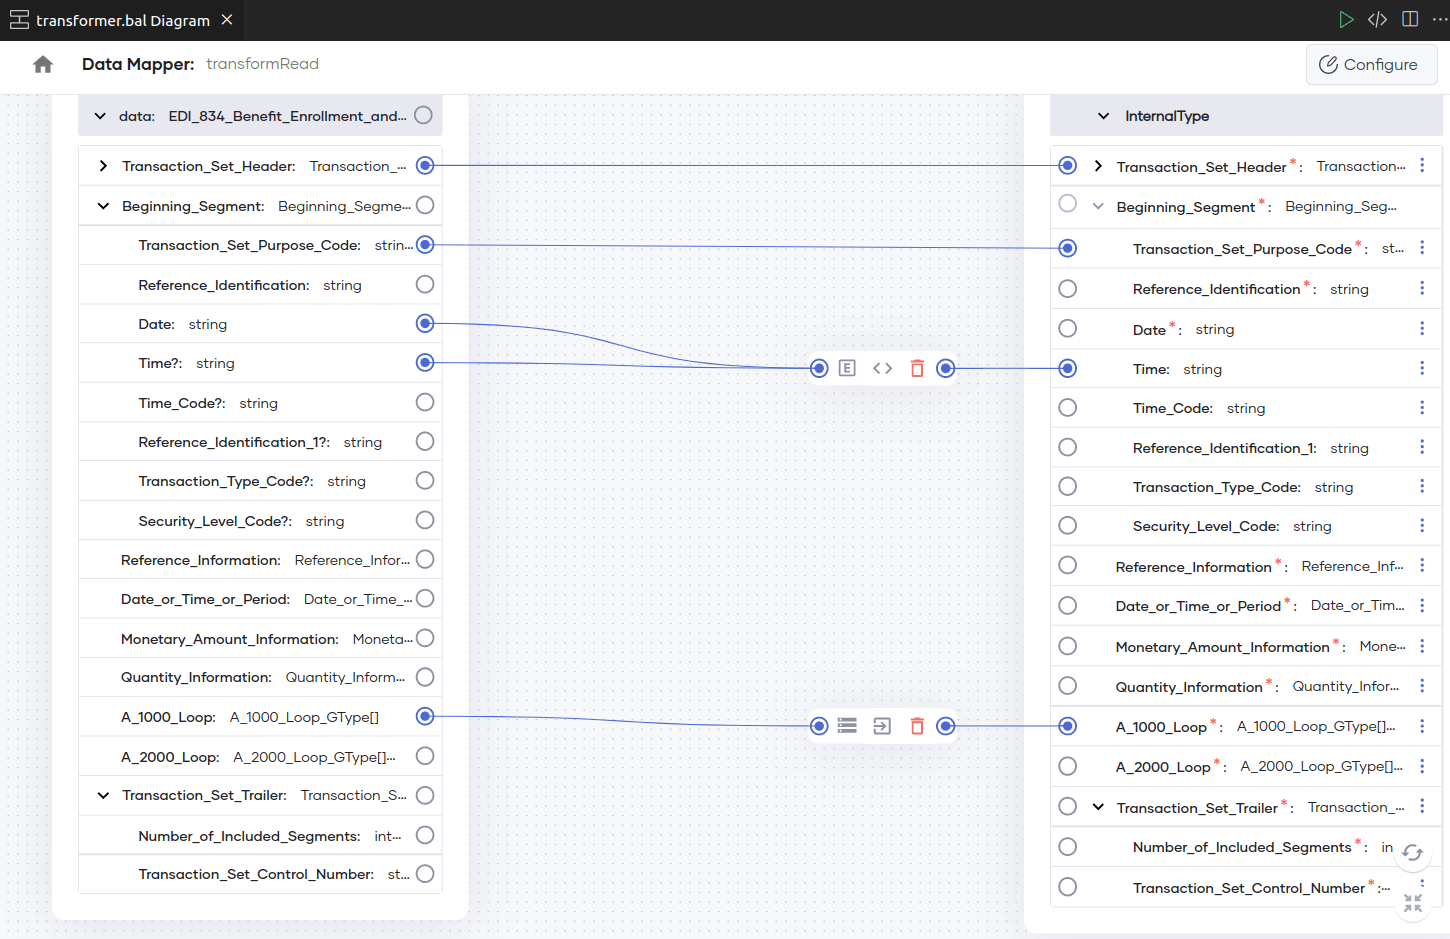 transformer.bal Diagram
Data Mapper: transformRead
Configure
data: EDI_834_Benefit_Enrollment_and...
Transaction_Set_Header: Transaction_...
Beginning_Segment: Beginning_Segme...
Transaction_Set_Purpose_Code: strin...
Reference_Identification: string
Date: string
Time?: string
Time_Code?: string
Reference_Identification_1?: string
Transaction_Type_Code?: string
Security_Level_Code?: string
Reference_Information: Reference_Infor...
Date_or_Time_or_Period: Date_or_Time_...
Monetary_Amount_Information: Moneta...
Quantity_Information: Quantity_Inform...
A_1000_Loop: A_1000_Loop_GType[]
A_2000_Loop: A_2000_Loop_GType[]...
Transaction_Set_Trailer: Transaction_S...
Number_of_Included_Segments: int...
Transaction_Set_Control_Number: st...
E
InternalType
Transaction_Set_Header*: Transaction...
Beginning_Segment*: Beginning_Seg...
Transaction_Set_Purpose_Code*: st...
Reference_Identification*: string
Date*: string
Time: string
Time_Code: string
Reference_Identification_1: string
Transaction_Type_Code: string
Security_Level_Code: string
Reference_Information*: Reference_Inf...
Date_or_Time_or_Period*: Date_or_Tim...
Monetary_Amount_Information*: Mone...
Quantity_Information*: Quantity_Infor...
A_1000_Loop*: A_1000_Loop_GType[]...
A_2000_Loop*: A_2000_Loop_GType[]...
Transaction_Set_Trailer*: Transaction_...
Number_of_Included_Segments*: in
Transaction_Set_Control_Number*:...